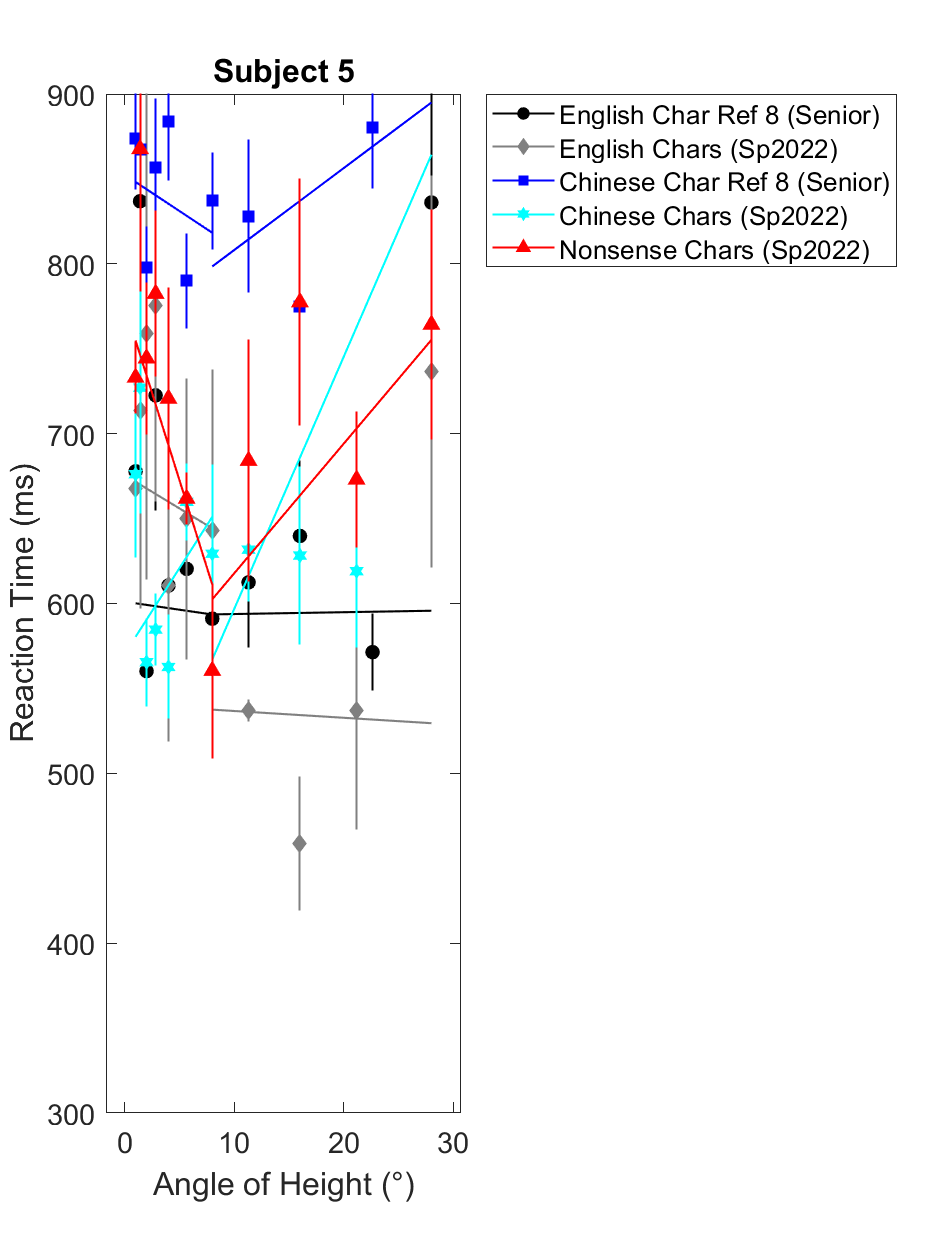 Subject 5
900
800
700
600
500
400
300
0 10 20 30
Reaction Time (ms)
Angle of Height (°)
English Char Ref 8 (Senior)
English Chars (Sp2022)
Chinese Char Ref 8 (Senior)
Chinese Chars (Sp2022)
Nonsense Chars (Sp2022)